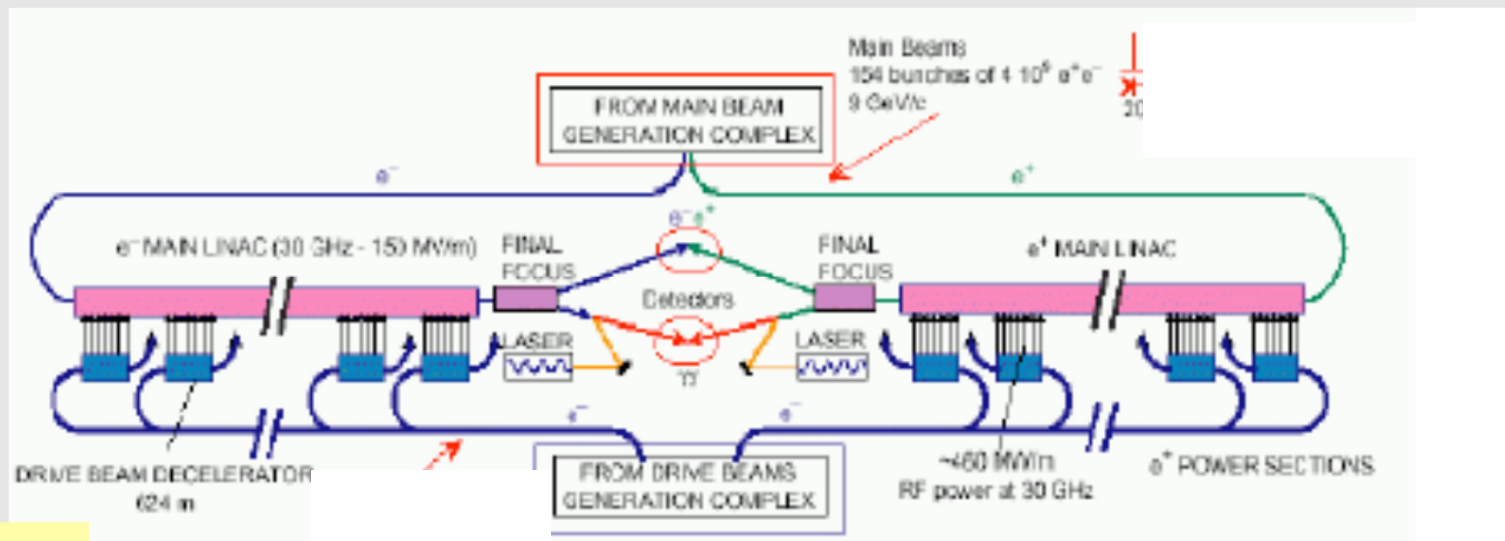 Main Beams
154 bunches of 4 10⁹ e⁺e⁻
9 GeV/c
20
FROM MAIN BEAM
GENERATION COMPLEX
e⁻
e⁺
e⁻e⁺
e⁻ MAIN LINAC (30 GHz - 150 MV/m)
FINAL
FOCUS
FINAL
FOCUS
e⁺ MAIN LINAC
Detectors
LASER
LASER
γγ
e⁻
e⁻
DRIVE BEAM DECELERATOR
624 m
FROM DRIVE BEAMS
GENERATION COMPLEX
~460 MW/m
RF power at 30 GHz
e⁺ POWER SECTIONS